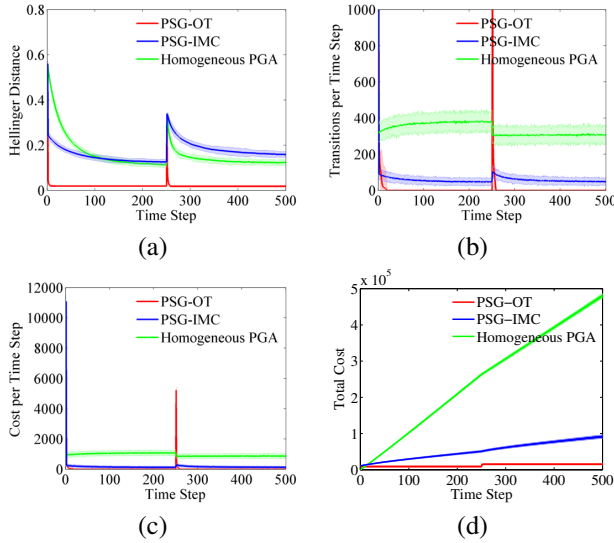 PSG-OT
PSG-IMC
Homogeneous PGA
Hellinger Distance
0.8
0.6
0.4
0.2
0
0 100 200 300 400 500
Time Step
(a)
PSG-OT
PSG-IMC
Homogeneous PGA
Transitions per Time Step
1000
800
600
400
200
0
0 100 200 300 400 500
Time Step
(b)
PSG-OT
PSG-IMC
Homogeneous PGA
Cost per Time Step
12000
10000
8000
6000
4000
2000
0
0 100 200 300 400 500
Time Step
(c)
x 10^5
PSG−OT
PSG−IMC
Homogeneous PGA
Total Cost
5
4
3
2
1
0
0 100 200 300 400 500
Time Step
(d)